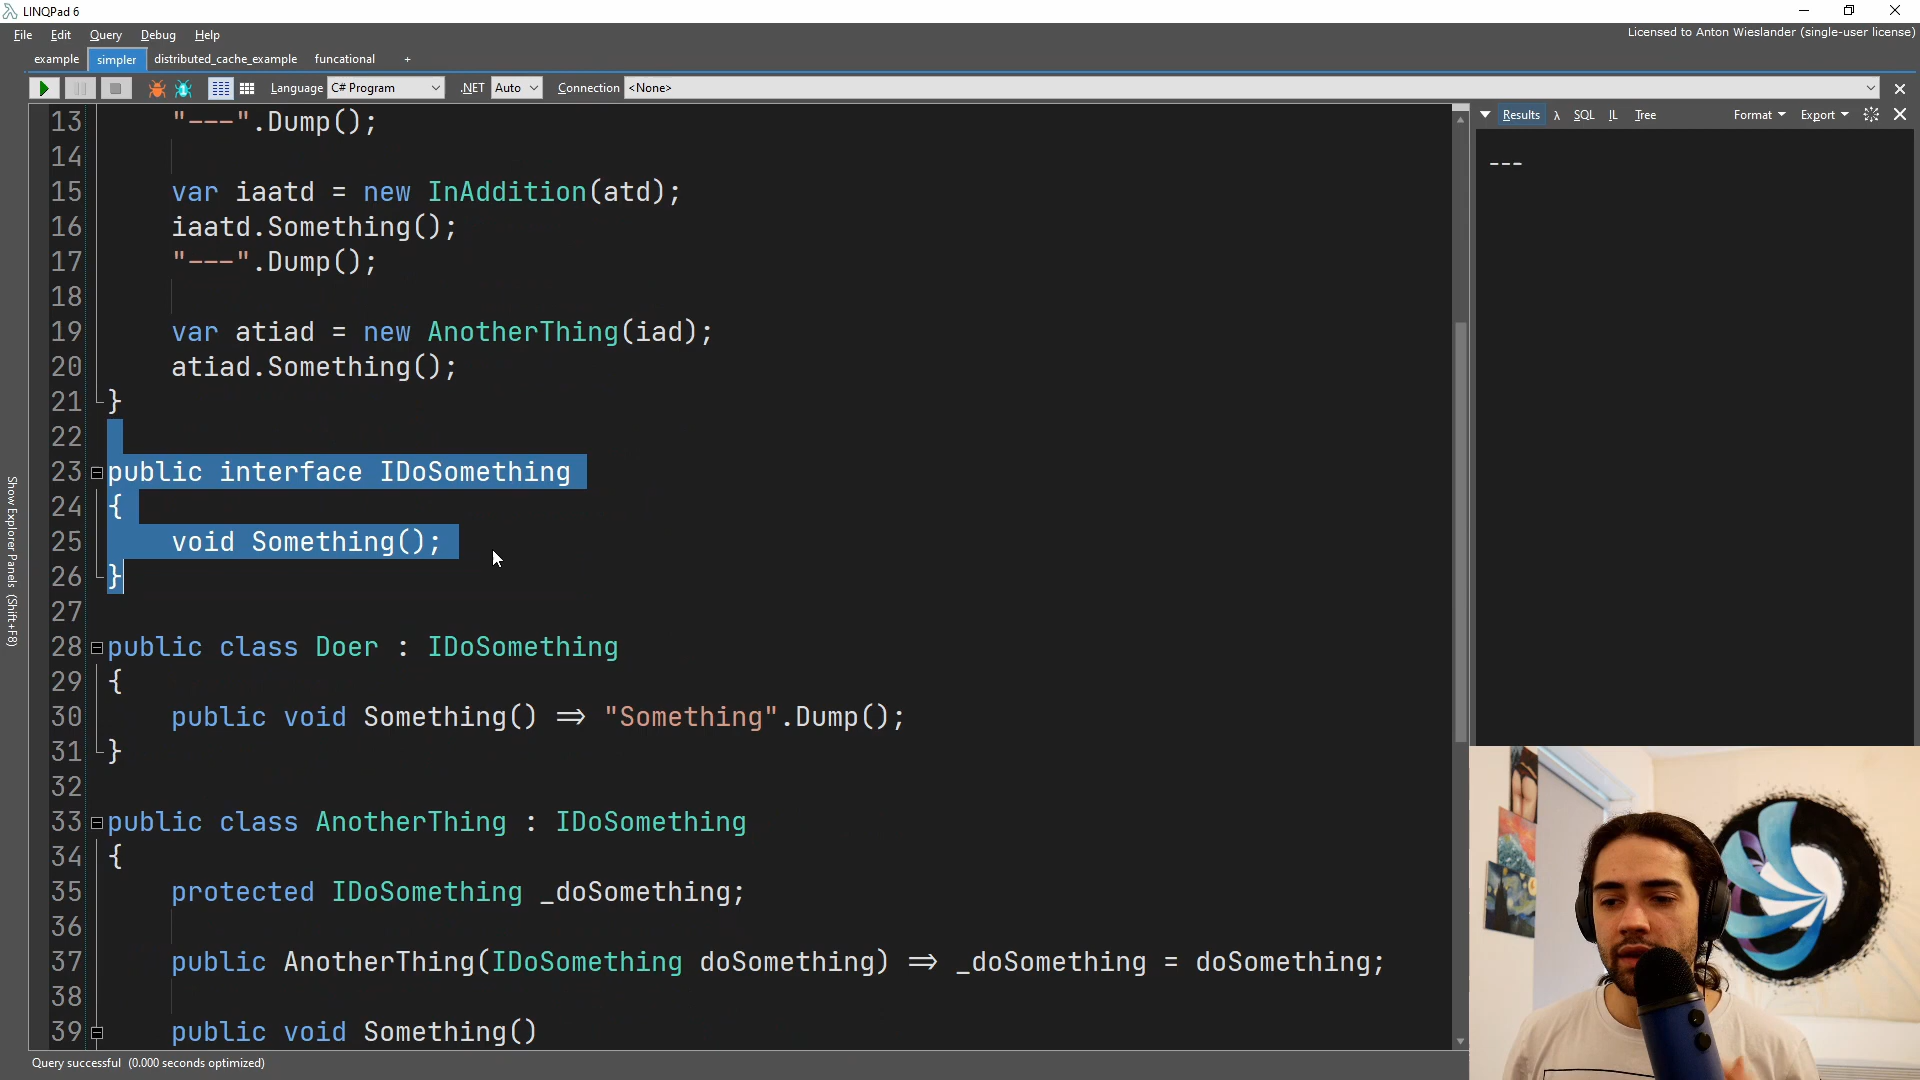 LINQPad 6
File Edit Query Debug Help
Licensed to Anton Wieslander (single-user license)
example simpler distributed_cache_example funcational +
Language C# Program .NET Auto Connection <None>
Results λ SQL IL Tree Format Export
---
13 "---".Dump();
14
15 var iaatd = new InAddition(atd);
16 iaatd.Something();
17 "---".Dump();
18
19 var atiad = new AnotherThing(iad);
20 atiad.Something();
21 }
22
23 public interface IDoSomething
24 {
25 void Something();
26 }
27
28 public class Doer : IDoSomething
29 {
30 public void Something() => "Something".Dump();
31 }
32
33 public class AnotherThing : IDoSomething
34 {
35 protected IDoSomething _doSomething;
36
37 public AnotherThing(IDoSomething doSomething) => _doSomething = doSomething;
38
39 public void Something()
Show Explorer Panels (Shift+F8)
Query successful (0.000 seconds optimized)